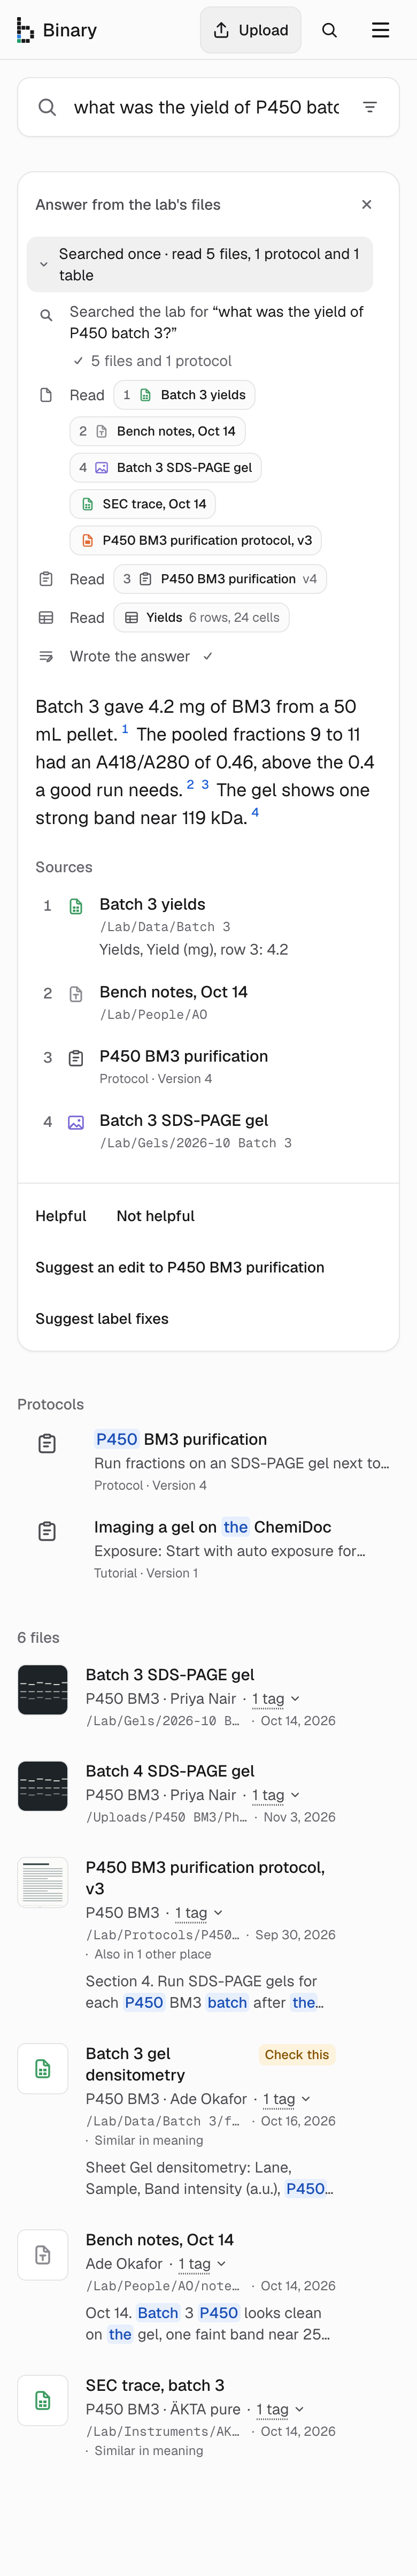 Binary
Upload
what was the yield of P450 batc
Answer from the lab's files
Searched once · read 5 files, 1 protocol and 1
table
Searched the lab for “what was the yield of
P450 batch 3?”
5 files and 1 protocol
Read 1 Batch 3 yields
2 Bench notes, Oct 14
4 Batch 3 SDS-PAGE gel
SEC trace, Oct 14
P450 BM3 purification protocol, v3
Read 3 P450 BM3 purification v4
Read Yields 6 rows, 24 cells
Wrote the answer
Batch 3 gave 4.2 mg of BM3 from a 50
mL pellet. 1 The pooled fractions 9 to 11
had an A418/A280 of 0.46, above the 0.4
a good run needs. 2 3 The gel shows one
strong band near 119 kDa. 4
Sources
1 Batch 3 yields
/Lab/Data/Batch 3
Yields, Yield (mg), row 3: 4.2
2 Bench notes, Oct 14
/Lab/People/AO
3 P450 BM3 purification
Protocol · Version 4
4 Batch 3 SDS-PAGE gel
/Lab/Gels/2026-10 Batch 3
Helpful Not helpful
Suggest an edit to P450 BM3 purification
Suggest label fixes
Protocols
P450 BM3 purification
Run fractions on an SDS-PAGE gel next to…
Protocol · Version 4
Imaging a gel on the ChemiDoc
Exposure: Start with auto exposure for…
Tutorial · Version 1
6 files
Batch 3 SDS-PAGE gel
P450 BM3 · Priya Nair · 1 tag
/Lab/Gels/2026-10 B… · Oct 14, 2026
Batch 4 SDS-PAGE gel
P450 BM3 · Priya Nair · 1 tag
/Uploads/P450 BM3/Ph… · Nov 3, 2026
P450 BM3 purification protocol,
v3
P450 BM3 · 1 tag
/Lab/Protocols/P450… · Sep 30, 2026
· Also in 1 other place
Section 4. Run SDS-PAGE gels for
each P450 BM3 batch after the…
Batch 3 gel
densitometry
Check this
P450 BM3 · Ade Okafor · 1 tag
/Lab/Data/Batch 3/f… · Oct 16, 2026
· Similar in meaning
Sheet Gel densitometry: Lane,
Sample, Band intensity (a.u.), P450…
Bench notes, Oct 14
Ade Okafor · 1 tag
/Lab/People/AO/note… · Oct 14, 2026
Oct 14. Batch 3 P450 looks clean
on the gel, one faint band near 25…
SEC trace, batch 3
P450 BM3 · ÄKTA pure · 1 tag
/Lab/Instruments/AK… · Oct 14, 2026
· Similar in meaning